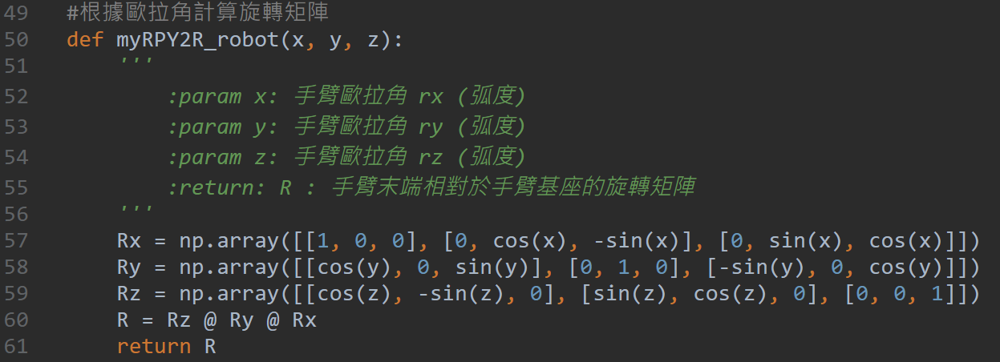 49 #根據歐拉角計算旋轉矩陣
50 def myRPY2R_robot(x, y, z):
51     '''
52         :param x: 手臂歐拉角 rx (弧度)
53         :param y: 手臂歐拉角 ry (弧度)
54         :param z: 手臂歐拉角 rz (弧度)
55         :return: R : 手臂末端相對於手臂基座的旋轉矩陣
56     '''
57     Rx = np.array([[1, 0, 0], [0, cos(x), -sin(x)], [0, sin(x), cos(x)]])
58     Ry = np.array([[cos(y), 0, sin(y)], [0, 1, 0], [-sin(y), 0, cos(y)]])
59     Rz = np.array([[cos(z), -sin(z), 0], [sin(z), cos(z), 0], [0, 0, 1]])
60     R = Rz @ Ry @ Rx
61     return R